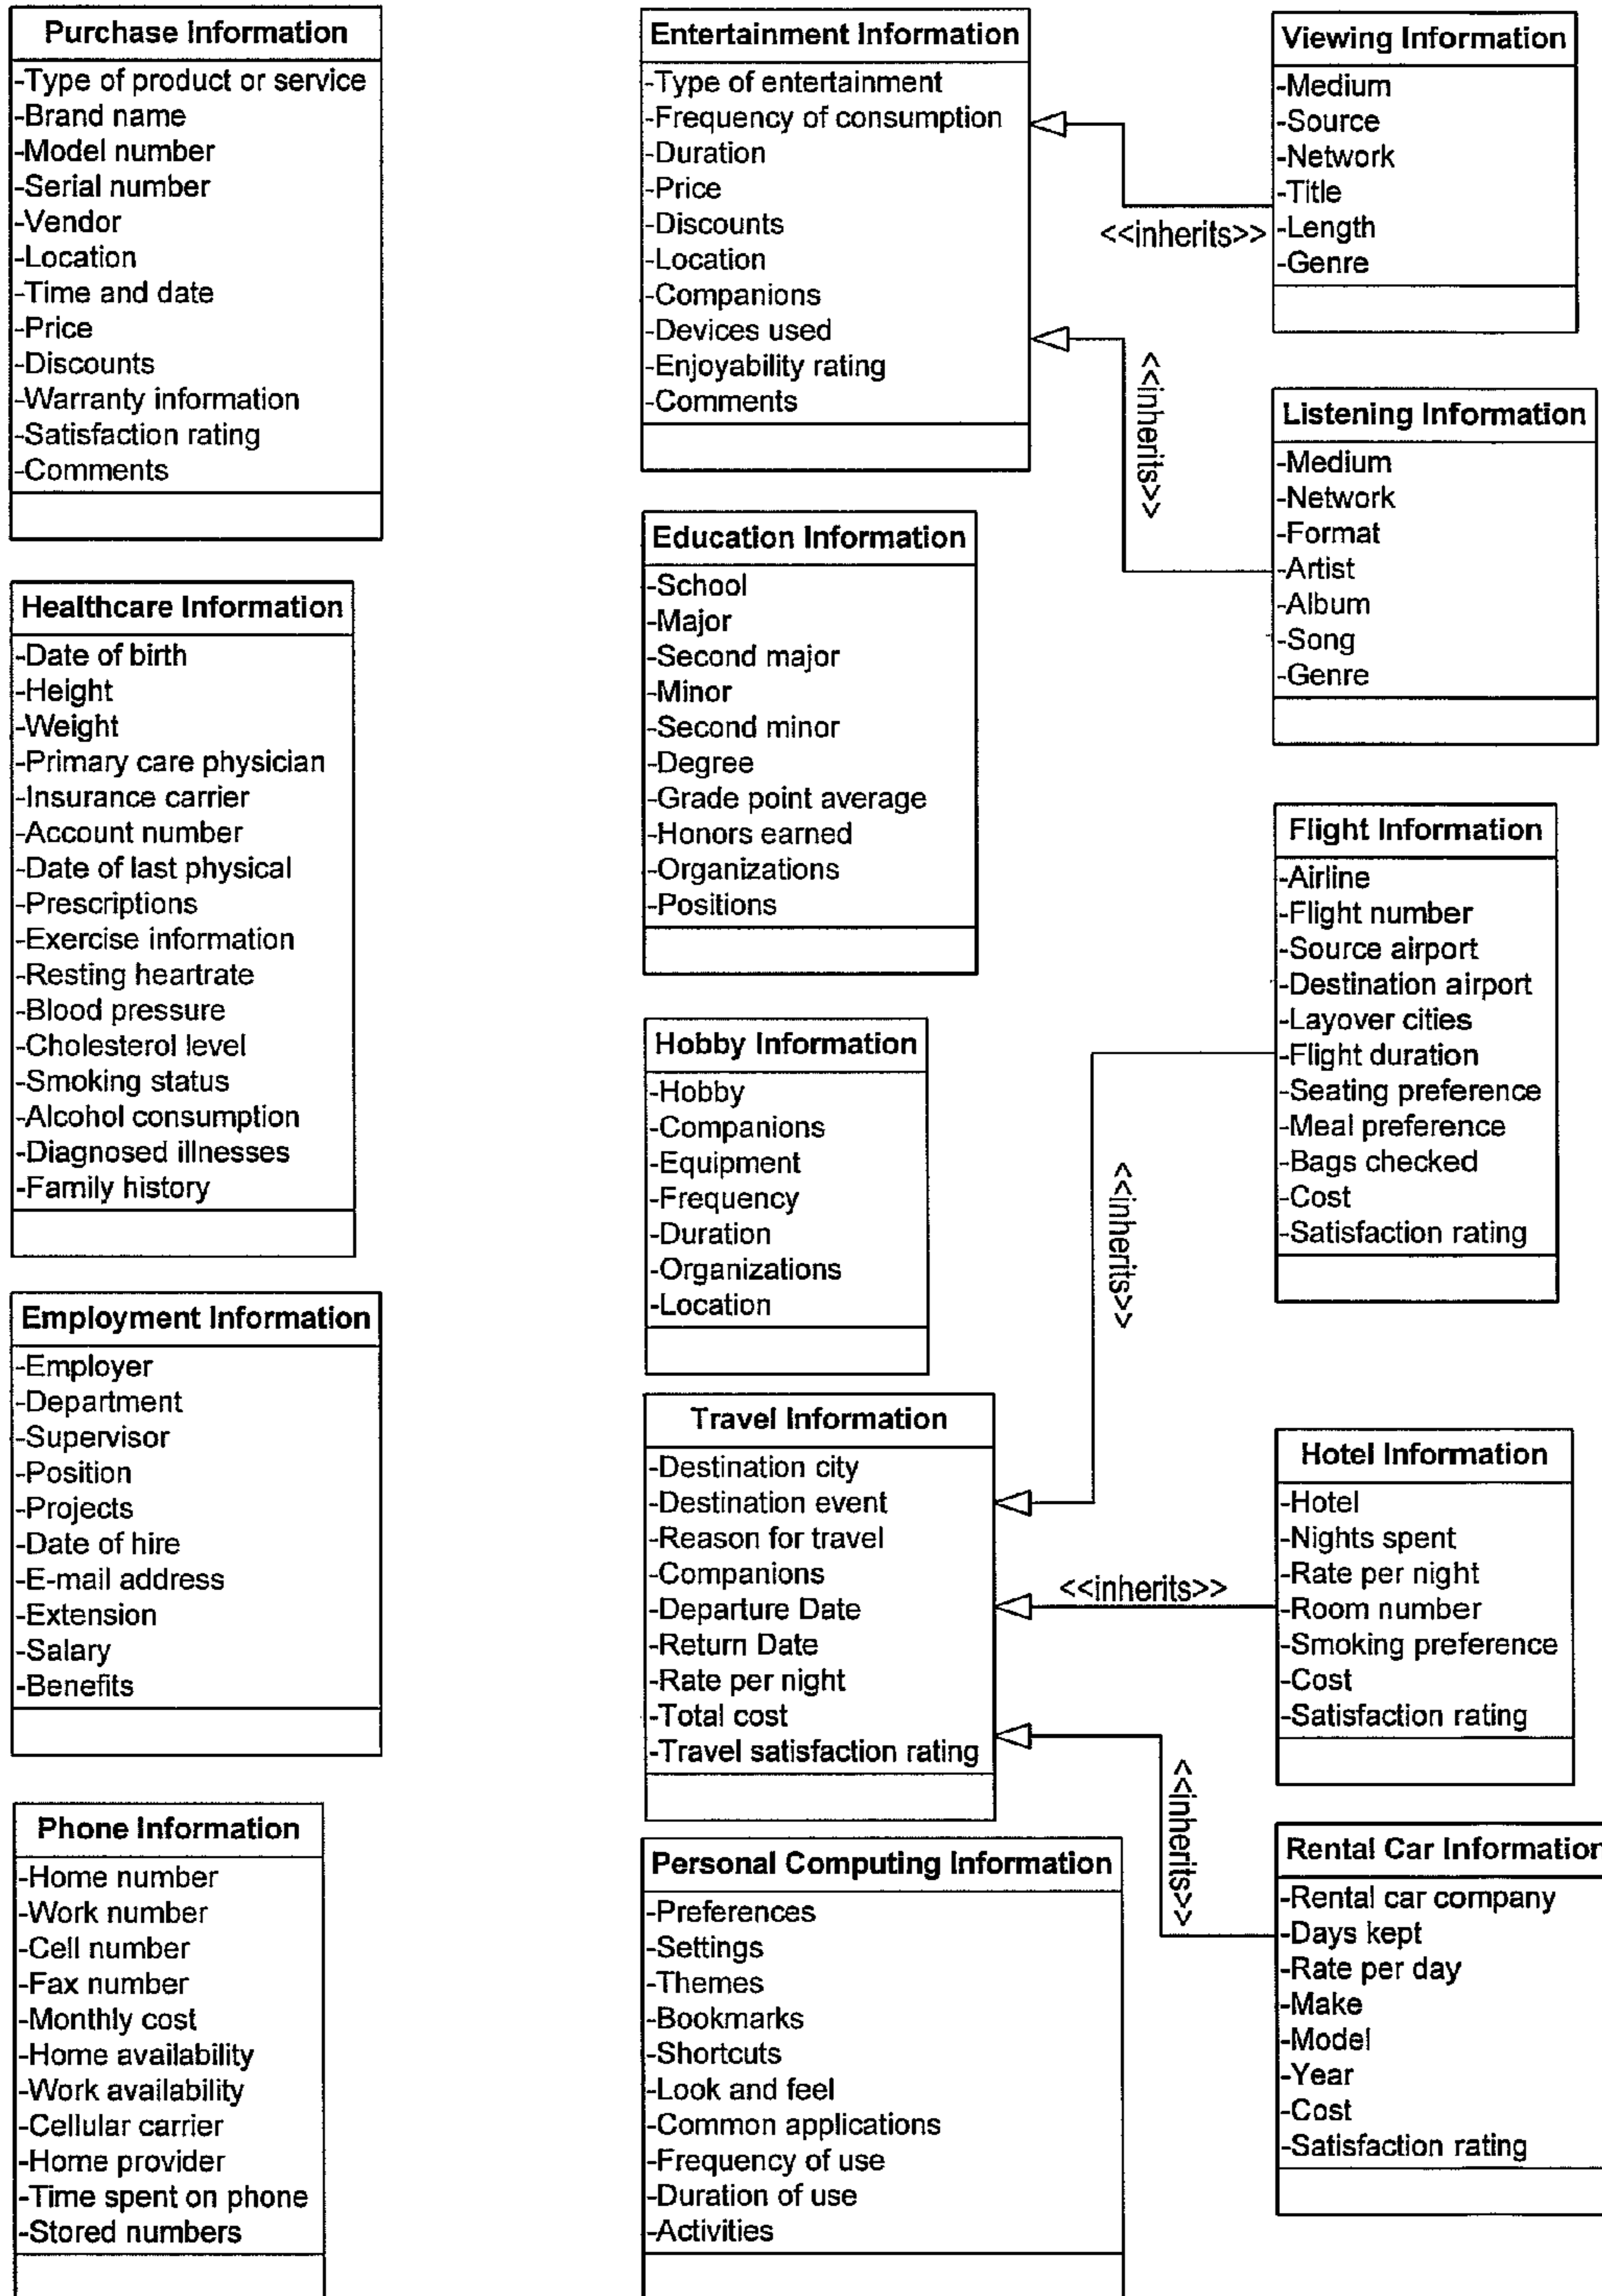 Purchase Information
-Type of product or service
-Brand name
-Model number
-Serial number
-Vendor
-Location
-Time and date
-Price
-Discounts
-Warranty information
-Satisfaction rating
-Comments
Healthcare Information
-Date of birth
-Height
-Weight
-Primary care physician
-Insurance carrier
-Account number
-Date of last physical
-Prescriptions
-Exercise information
-Resting heartrate
-Blood pressure
-Cholesterol level
-Smoking status
-Alcohol consumption
-Diagnosed illnesses
-Family history
Employment Information
-Employer
-Department
-Supervisor
-Position
-Projects
-Date of hire
-E-mail address
-Extension
-Salary
-Benefits
Phone Information
-Home number
-Work number
-Cell number
-Fax number
-Monthly cost
-Home availability
-Work availability
-Cellular carrier
-Home provider
-Time spent on phone
-Stored numbers
Entertainment Information
-Type of entertainment
-Frequency of consumption
-Duration
-Price
-Discounts
-Location
-Companions
-Devices used
-Enjoyability rating
-Comments
Education Information
-School
-Major
-Second major
-Minor
-Second minor
-Degree
-Grade point average
-Honors earned
-Organizations
-Positions
Hobby Information
-Hobby
-Companions
-Equipment
-Frequency
-Duration
-Organizations
-Location
Travel Information
-Destination city
-Destination event
-Reason for travel
-Companions
-Departure Date
-Return Date
-Rate per night
-Total cost
-Travel satisfaction rating
Personal Computing Information
-Preferences
-Settings
-Themes
-Bookmarks
-Shortcuts
-Look and feel
-Common applications
-Frequency of use
-Duration of use
-Activities
<<inherits>>
<<inherits>>
<<inherits>>
<<inherits>>
<<inherits>>
Viewing Information
-Medium
-Source
-Network
-Title
-Length
-Genre
Listening Information
-Medium
-Network
-Format
-Artist
-Album
-Song
-Genre
Flight Information
-Airline
-Flight number
-Source airport
-Destination airport
-Layover cities
-Flight duration
-Seating preference
-Meal preference
-Bags checked
-Cost
-Satisfaction rating
Hotel Information
-Hotel
-Nights spent
-Rate per night
-Room number
-Smoking preference
-Cost
-Satisfaction rating
Rental Car Information
-Rental car company
-Days kept
-Rate per day
-Make
-Model
-Year
-Cost
-Satisfaction rating